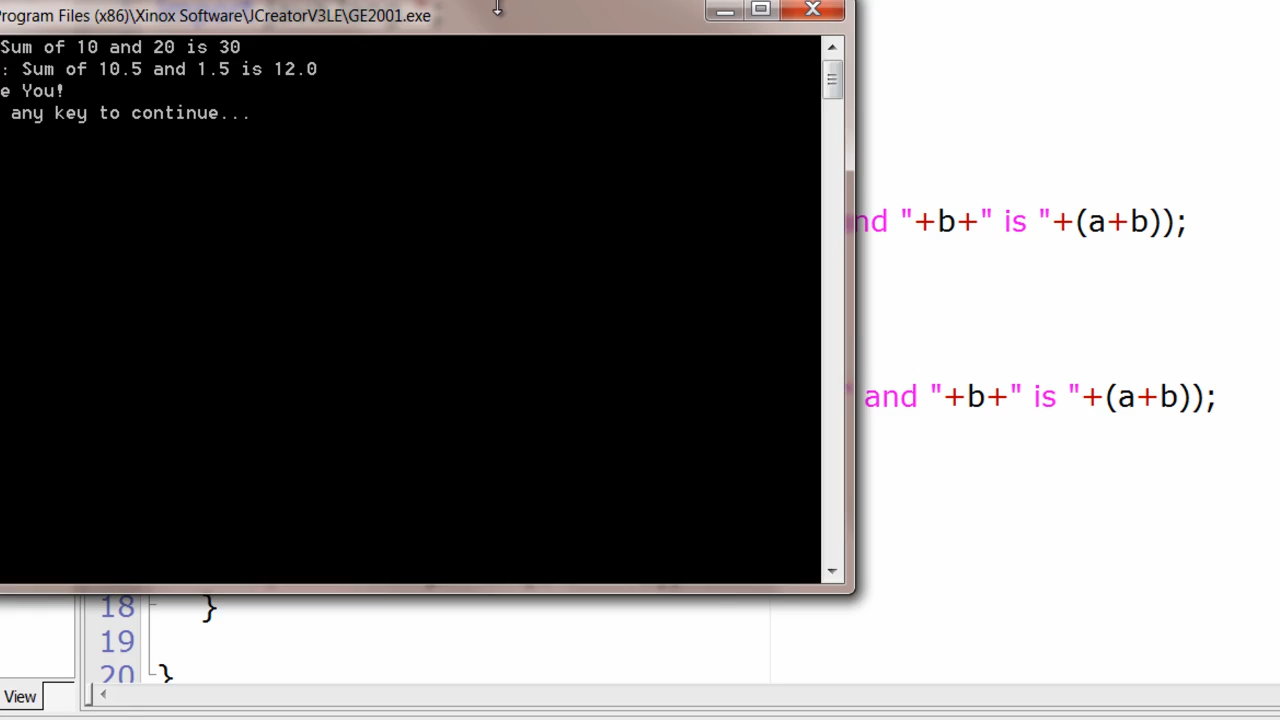 rogram Files (x86)\Xinox Software\JCreatorV3LE\GE2001.exe
Sum of 10 and 20 is 30
: Sum of 10.5 and 1.5 is 12.0
e You!
any key to continue...
nd "+b+" is "+(a+b));
" and "+b+" is "+(a+b));
18 }
19
20 }
View